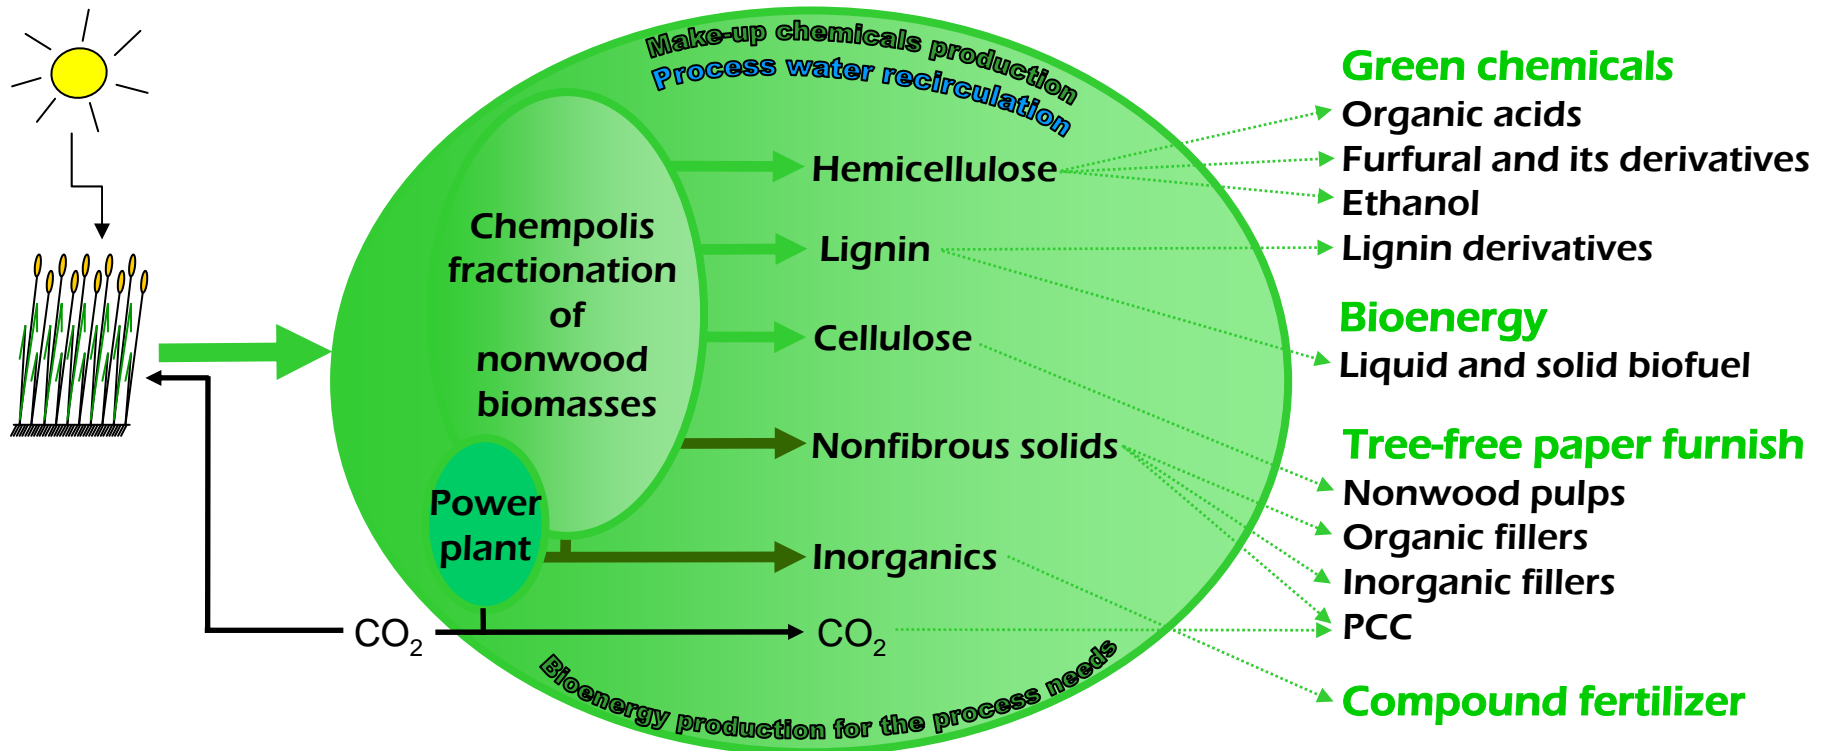 Make-up chemicals production
Process water recirculation
Chempolis
fractionation
of
nonwood
biomasses
Power
plant
Hemicellulose
Lignin
Cellulose
Nonfibrous solids
Inorganics
CO₂
CO₂
Bioenergy production for the process needs
Green chemicals
Organic acids
Furfural and its derivatives
Ethanol
Lignin derivatives
Bioenergy
Liquid and solid biofuel
Tree-free paper furnish
Nonwood pulps
Organic fillers
Inorganic fillers
PCC
Compound fertilizer